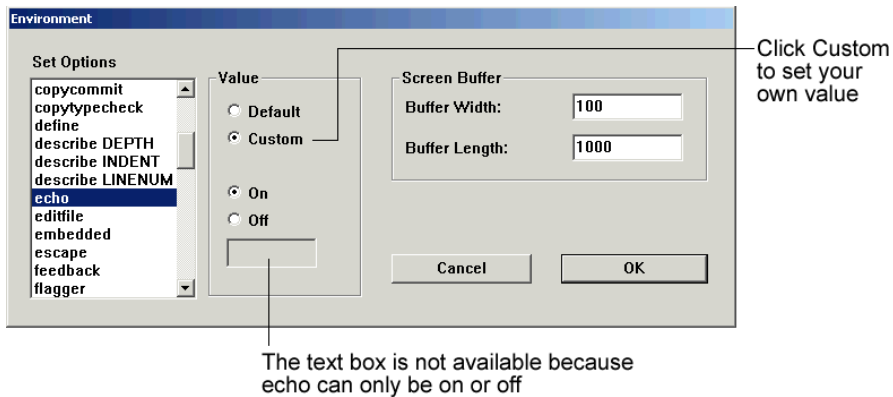 Environment
Set Options
copycommit
copytypecheck
define
describe DEPTH
describe INDENT
describe LINENUM
echo
editfile
embedded
escape
feedback
flagger
Value
Default
Custom
On
Off
Screen Buffer
Buffer Width: 100
Buffer Length: 1000
Cancel
OK
Click Custom
to set your
own value
The text box is not available because
echo can only be on or off